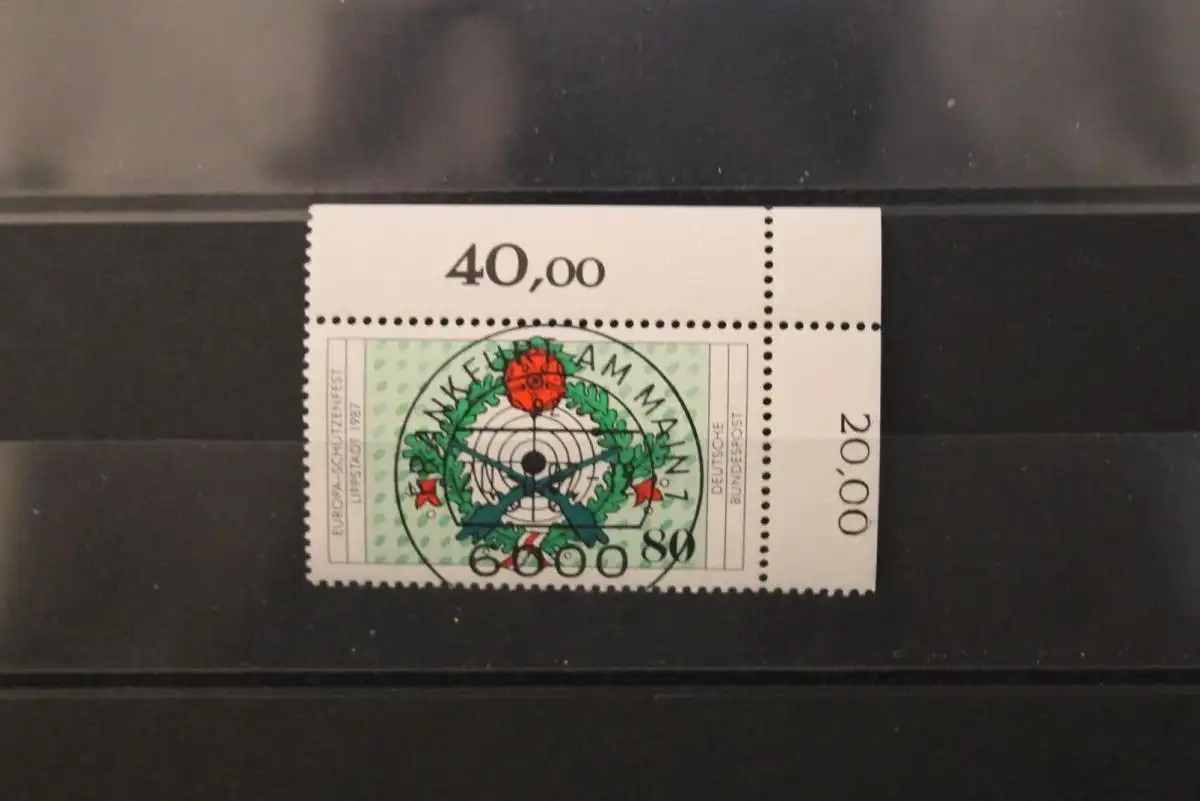 40,00
20,00
EUROPA-SCHÜTZENFEST
LIPPSTADT 1987
FRANKFURT AM MAIN 1
6000
80
DEUTSCHE
BUNDESPOST